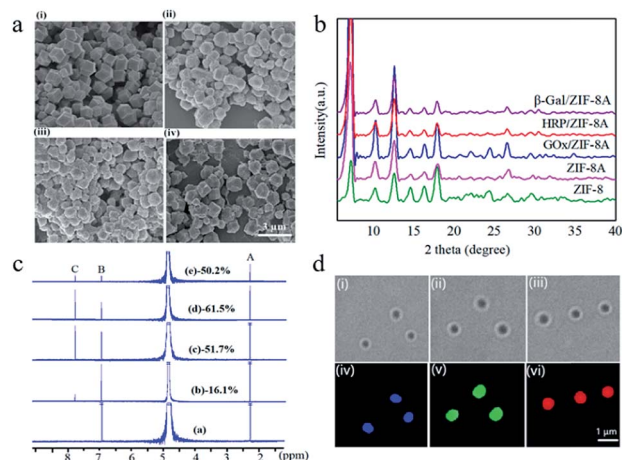 a
(i)
(ii)
(iii)
(iv)
1 μm
b
Intensity(a.u.)
β-Gal/ZIF-8A
HRP/ZIF-8A
GOx/ZIF-8A
ZIF-8A
ZIF-8
10 15 20 25 30 35 40
2 theta (degree)
c
C B A
(e)-50.2%
(d)-61.5%
(c)-51.7%
(b)-16.1%
(a)
8 7 6 5 4 3 2 (ppm)
d
(i)
(ii)
(iii)
(iv)
(v)
(vi)
1 μm